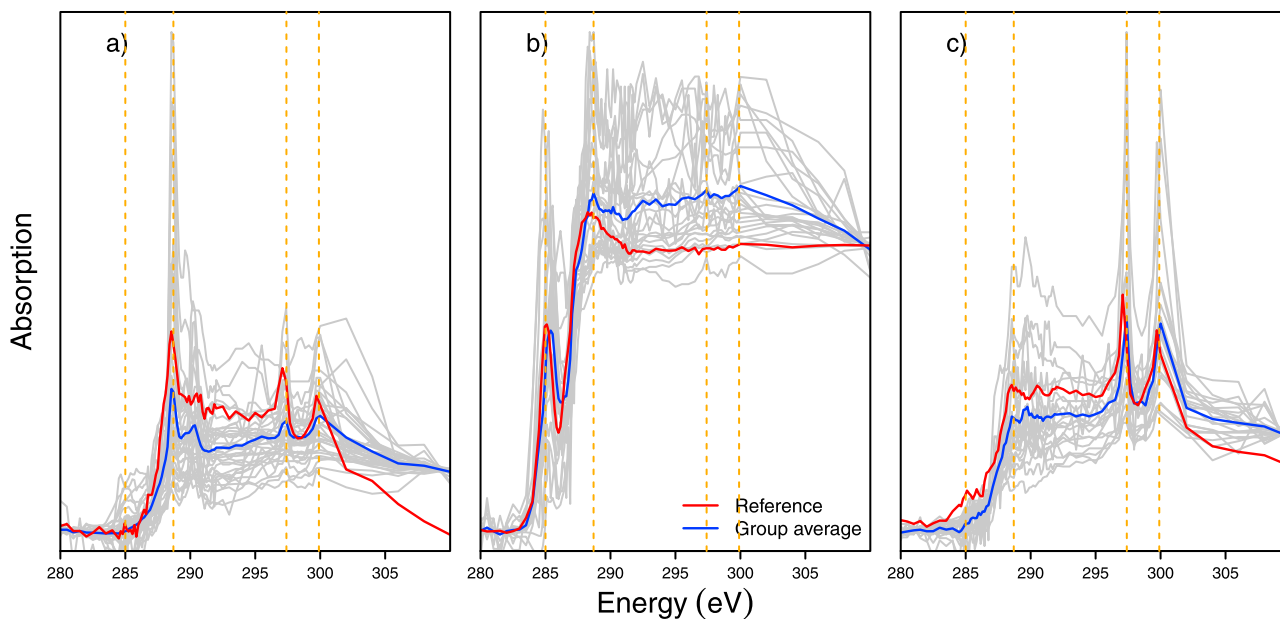 a)
b)
c)
Absorption
Reference
Group average
280 285 290 295 300 305
280 285 290 295 300 305
280 285 290 295 300 305
Energy (eV)